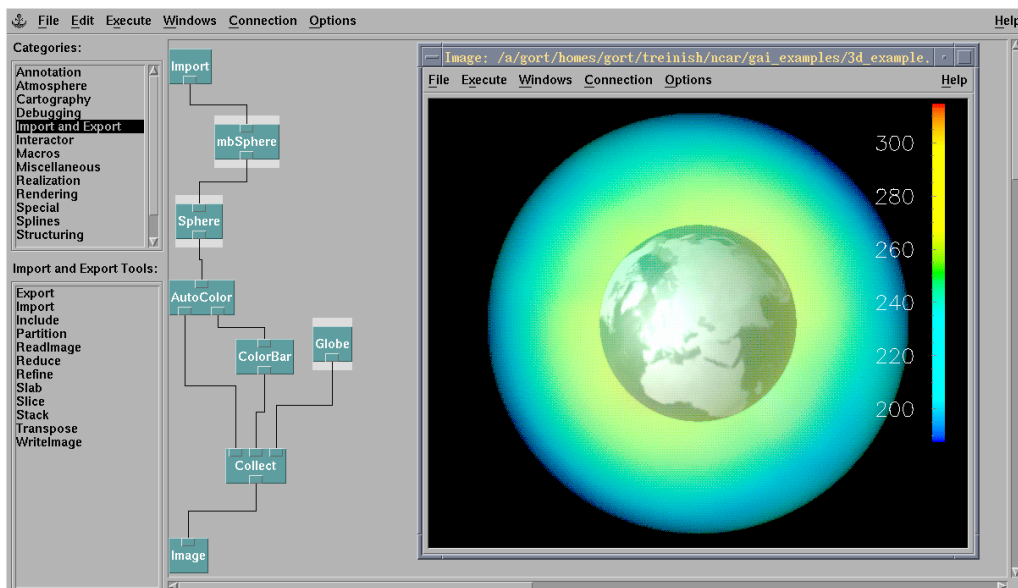 File Edit Execute Windows Connection Options Help
Categories:
Annotation
Atmosphere
Cartography
Debugging
Import and Export
Interactor
Macros
Miscellaneous
Realization
Rendering
Special
Splines
Structuring
Import and Export Tools:
Export
Import
Include
Partition
ReadImage
Reduce
Refine
Slab
Slice
Stack
Transpose
WriteImage
Import
mbSphere
Sphere
AutoColor
ColorBar
Globe
Collect
Image
Image: /a/gort/homes/gort/treinish/ncar/gai_examples/3d_example.
File Execute Windows Connection Options Help
300
280
260
240
220
200